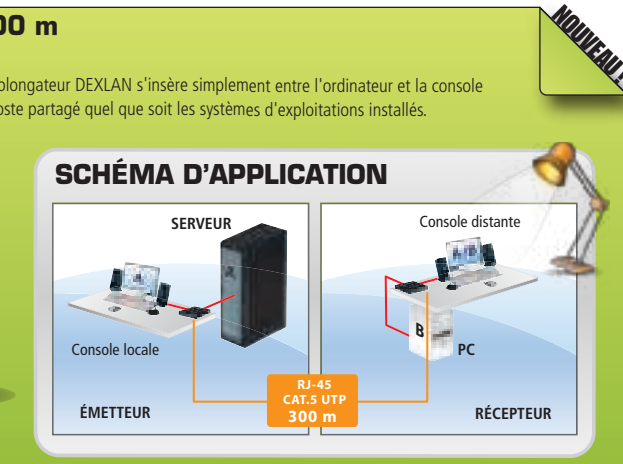 00 m
NOUVEAU !
olongateur DEXLAN s'insère simplement entre l'ordinateur et la console
oste partagé quel que soit les systèmes d'exploitations installés.
SCHÉMA D'APPLICATION
SERVEUR
Console locale
ÉMETTEUR
Console distante
B
PC
RÉCEPTEUR
RJ-45
CAT.5 UTP
300 m